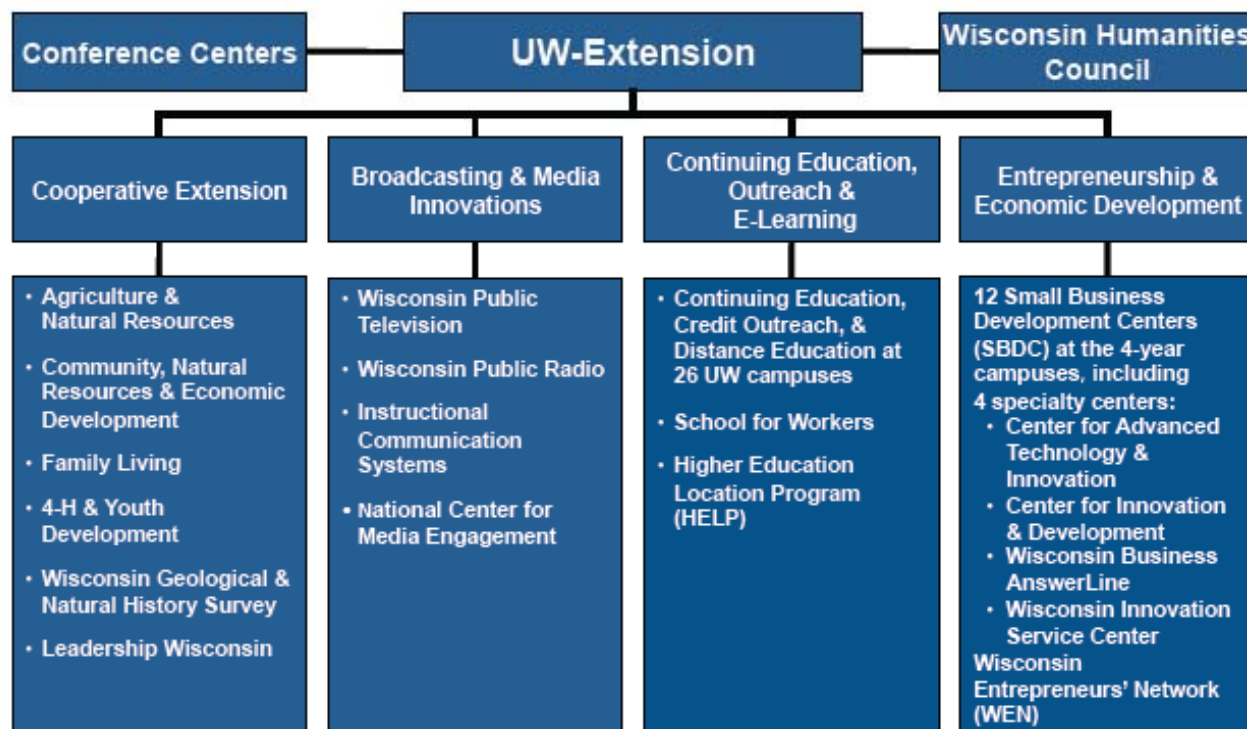 Conference Centers
UW-Extension
Wisconsin Humanities
Council
Cooperative Extension
Broadcasting & Media
Innovations
Continuing Education,
Outreach &
E-Learning
Entrepreneurship &
Economic Development
• Agriculture &
Natural Resources
• Community, Natural
Resources & Economic
Development
• Family Living
• 4-H & Youth
Development
• Wisconsin Geological &
Natural History Survey
• Leadership Wisconsin
• Wisconsin Public
Television
• Wisconsin Public Radio
• Instructional
Communication
Systems
• National Center for
Media Engagement
• Continuing Education,
Credit Outreach, &
Distance Education at
26 UW campuses
• School for Workers
• Higher Education
Location Program
(HELP)
12 Small Business
Development Centers
(SBDC) at the 4-year
campuses, including
4 specialty centers:
• Center for Advanced
Technology &
Innovation
• Center for Innovation
& Development
• Wisconsin Business
AnswerLine
• Wisconsin Innovation
Service Center
Wisconsin
Entrepreneurs' Network
(WEN)